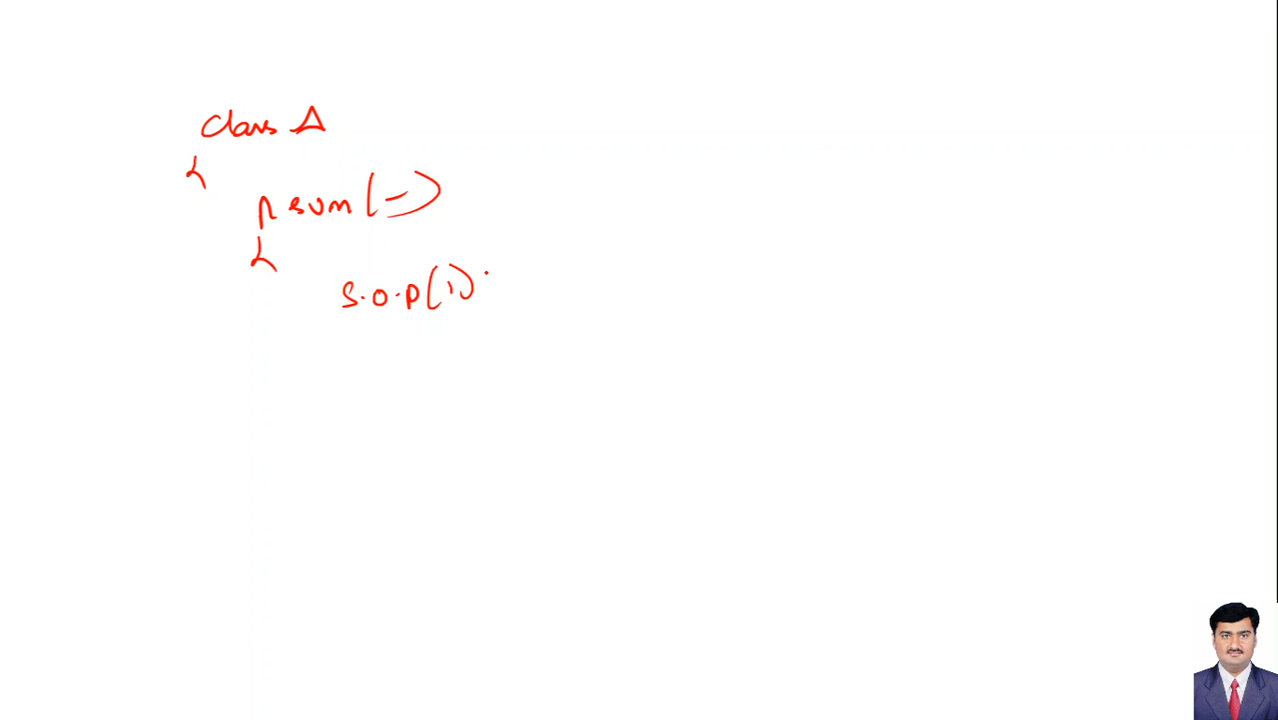 class A
{
p sum(-)
{
S.O.P(1)